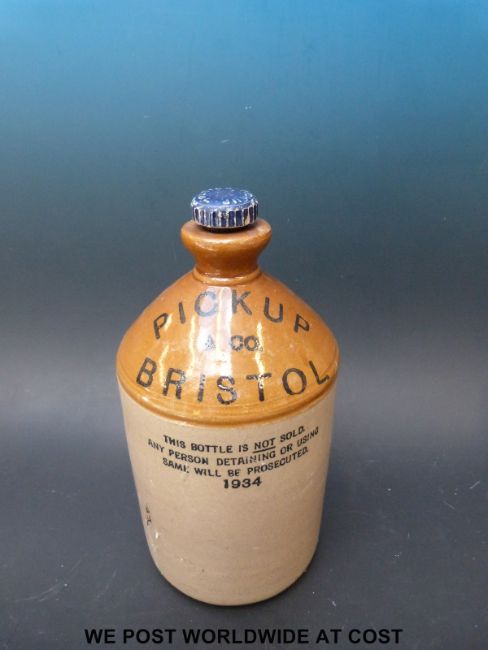 PICKUP
& CO.
BRISTOL
THIS BOTTLE IS NOT SOLD.
ANY PERSON DETAINING OR USING
SAME WILL BE PROSECUTED.
1934
WE POST WORLDWIDE AT COST